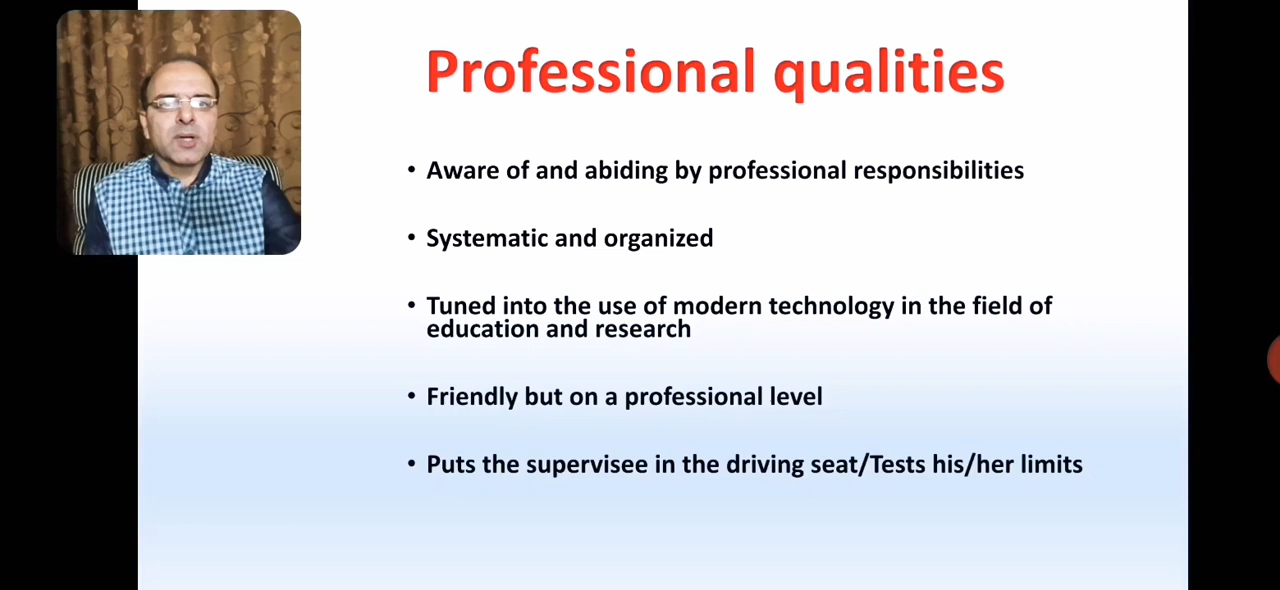 Professional qualities
• Aware of and abiding by professional responsibilities
• Systematic and organized
• Tuned into the use of modern technology in the field of
education and research
• Friendly but on a professional level
• Puts the supervisee in the driving seat/Tests his/her limits